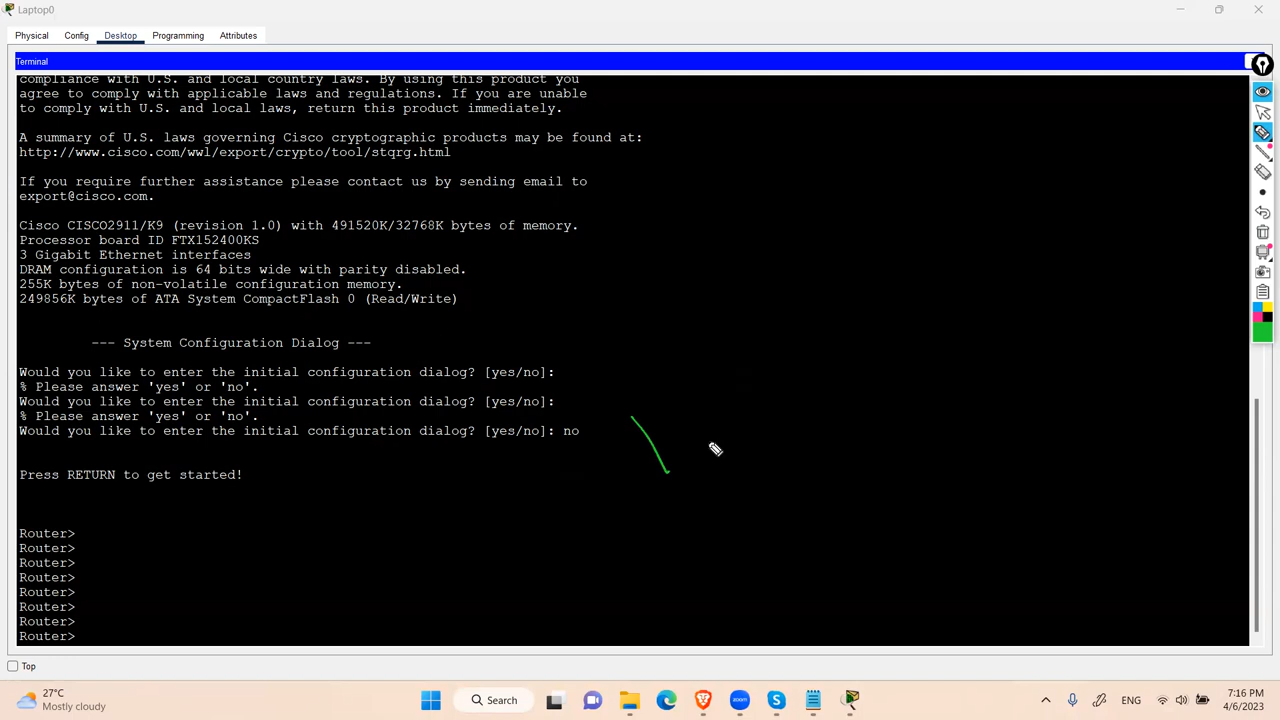 Laptop0
Physical Config Desktop Programming Attributes
Terminal
compliance with U.S. and local country laws. By using this product you
agree to comply with applicable laws and regulations. If you are unable
to comply with U.S. and local laws, return this product immediately.
A summary of U.S. laws governing Cisco cryptographic products may be found at:
http://www.cisco.com/wwl/export/crypto/tool/stqrg.html
If you require further assistance please contact us by sending email to
export@cisco.com.
Cisco CISCO2911/K9 (revision 1.0) with 491520K/32768K bytes of memory.
Processor board ID FTX152400KS
3 Gigabit Ethernet interfaces
DRAM configuration is 64 bits wide with parity disabled.
255K bytes of non-volatile configuration memory.
249856K bytes of ATA System CompactFlash 0 (Read/Write)
--- System Configuration Dialog ---
Would you like to enter the initial configuration dialog? [yes/no]:
% Please answer 'yes' or 'no'.
Would you like to enter the initial configuration dialog? [yes/no]:
% Please answer 'yes' or 'no'.
Would you like to enter the initial configuration dialog? [yes/no]: no
Press RETURN to get started!
Router>
Router>
Router>
Router>
Router>
Router>
Router>
Router>
Top
27°C
Mostly cloudy
Search
zoom
ENG
7:16 PM
4/6/2023